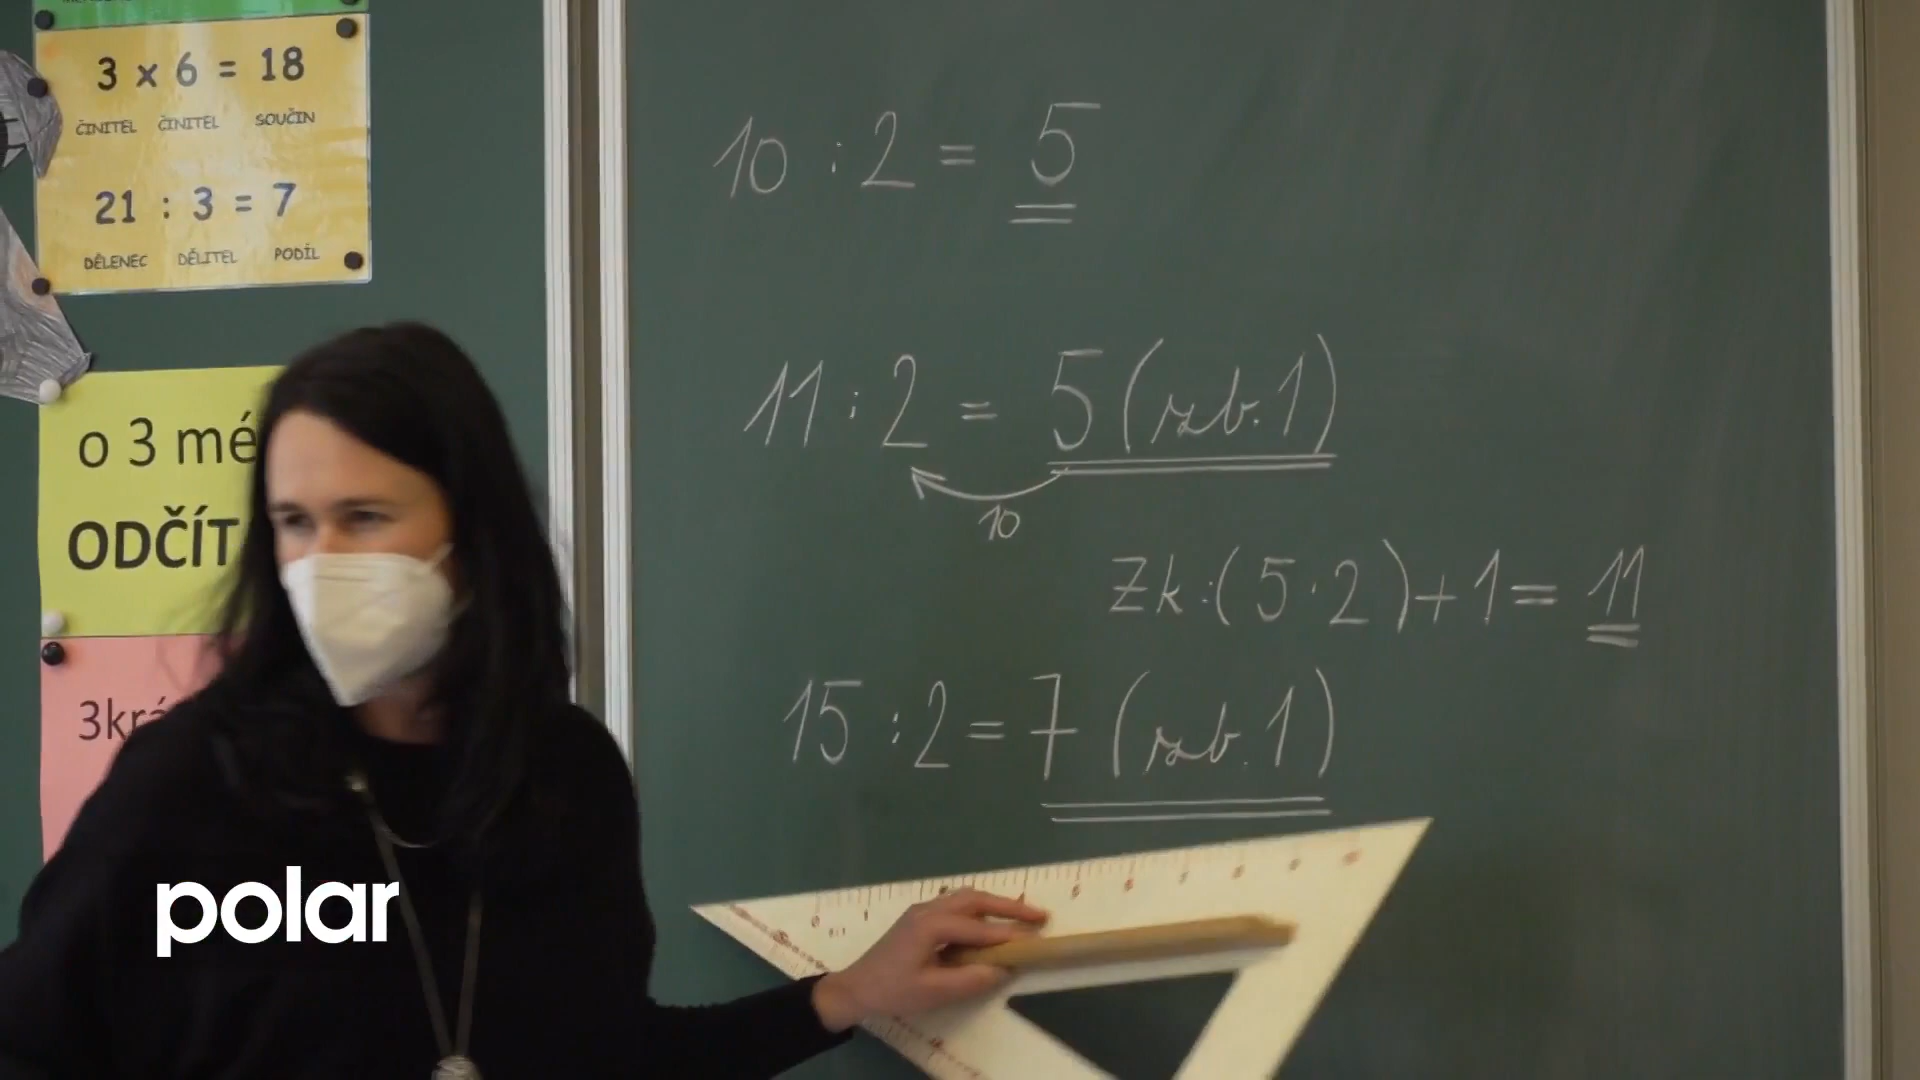 3 x 6 = 18
ČINITEL ČINITEL SOUČIN
21 : 3 = 7
DĚLENEC DĚLITEL PODÍL
o 3 mé
ODČÍT
3krá
10 : 2 = 5
11 : 2 = 5 (zb. 1)
10
Zk: (5 · 2) + 1 = 11
15 : 2 = 7 (zb. 1)
polar